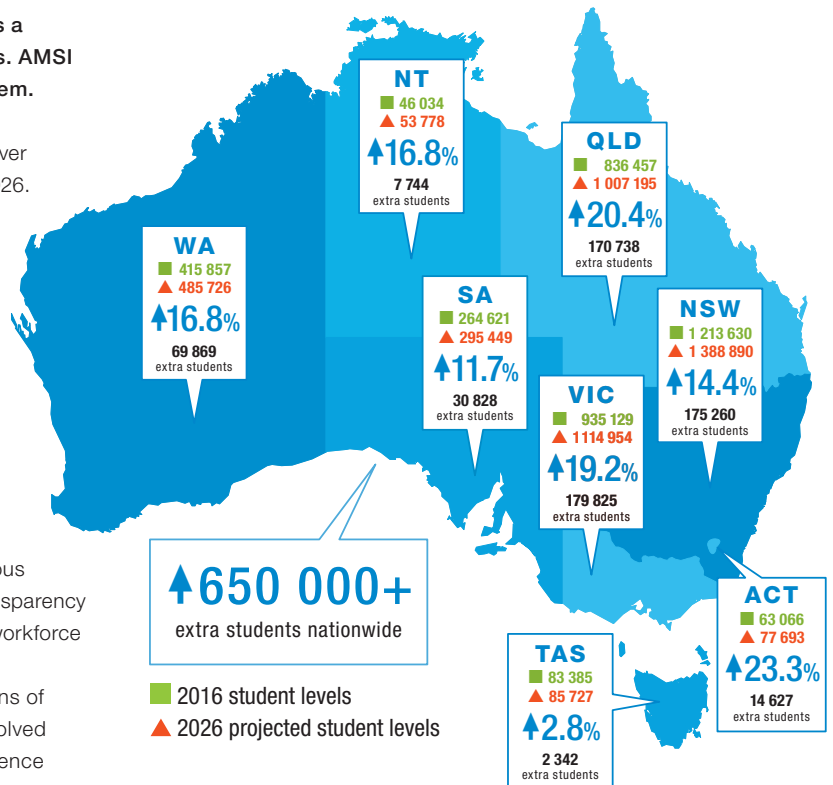 s a
s. AMSI
em.
ver
26.
NT
46 034
53 778
16.8%
7 744
extra students
QLD
836 457
1 007 195
20.4%
170 738
extra students
WA
415 857
485 726
16.8%
69 869
extra students
SA
264 621
295 449
11.7%
30 828
extra students
NSW
1 213 630
1 388 890
14.4%
175 260
extra students
VIC
935 129
1 114 954
19.2%
179 825
extra students
650 000+
extra students nationwide
ous
sparency
workforce
ns of
olved
ence
2016 student levels
2026 projected student levels
TAS
83 385
85 727
2.8%
2 342
extra students
ACT
63 066
77 693
23.3%
14 627
extra students